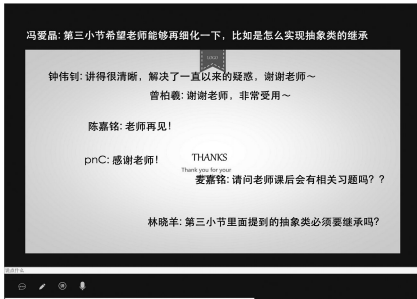 冯爱晶: 第三小节希望老师能够再细化一下，比如是怎么实现抽象类的继承
LOGO
钟伟钊: 讲得很清晰，解决了一直以来的疑惑，谢谢老师～
曾柏羲: 谢谢老师，非常受用～
陈嘉铭: 老师再见！
pnC: 感谢老师！
THANKS
Thank you for your
麦嘉铭: 请问老师课后会有相关习题吗？？
林晓羊: 第三小节里面提到的抽象类必须要继承吗？